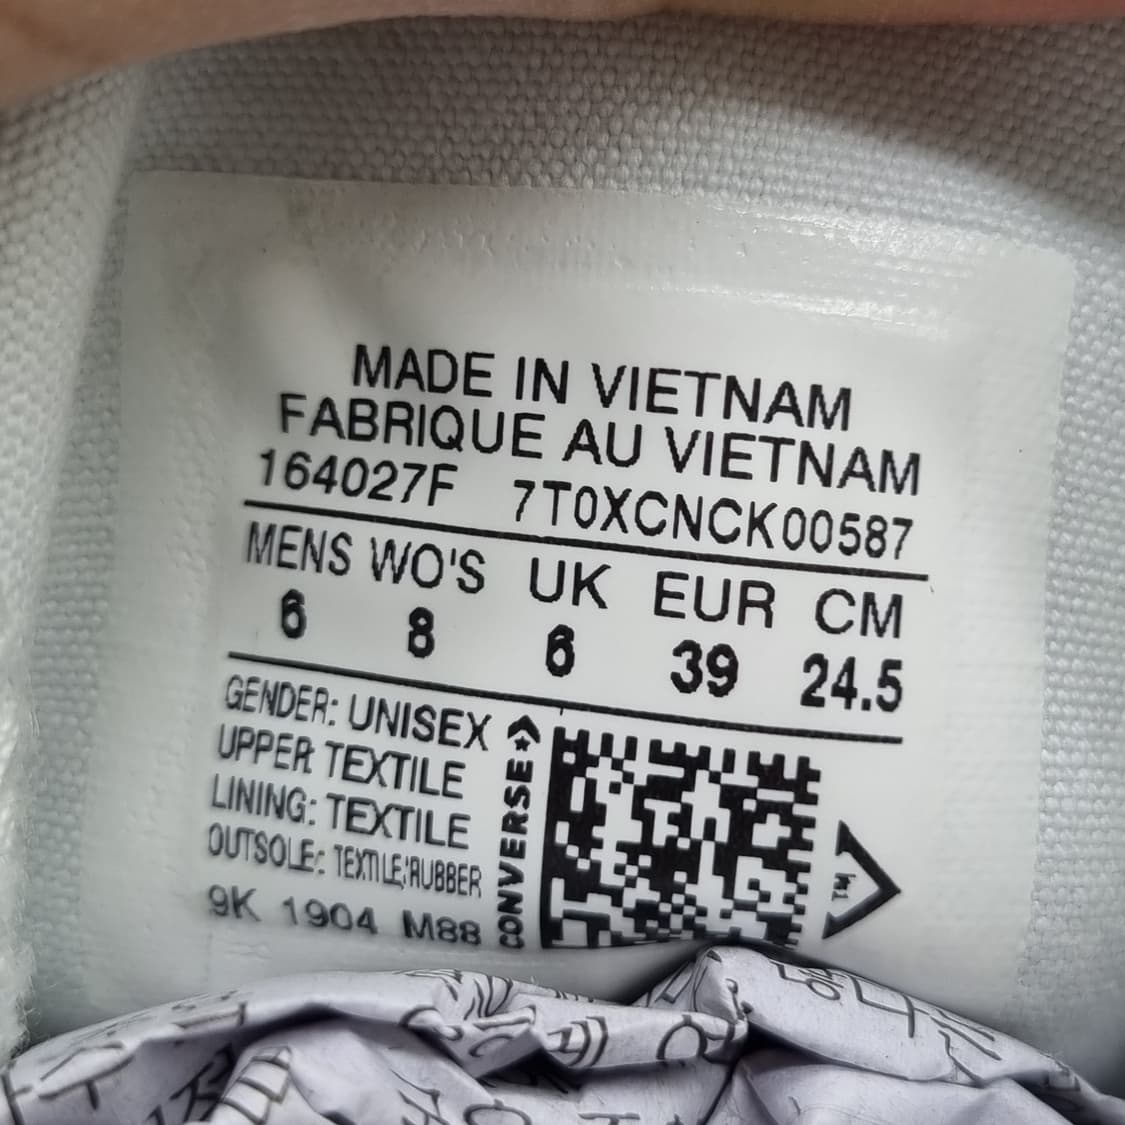 MADE IN VIETNAM
FABRIQUE AU VIETNAM
164027F 7T0XCNCK00587
MENS WO'S UK EUR CM
6 8 6 39 24.5
GENDER: UNISEX
UPPER TEXTILE
LINING: TEXTILE
OUTSOLE: TEXTILE/RUBBER
9K 1904 M88
CONVERSE